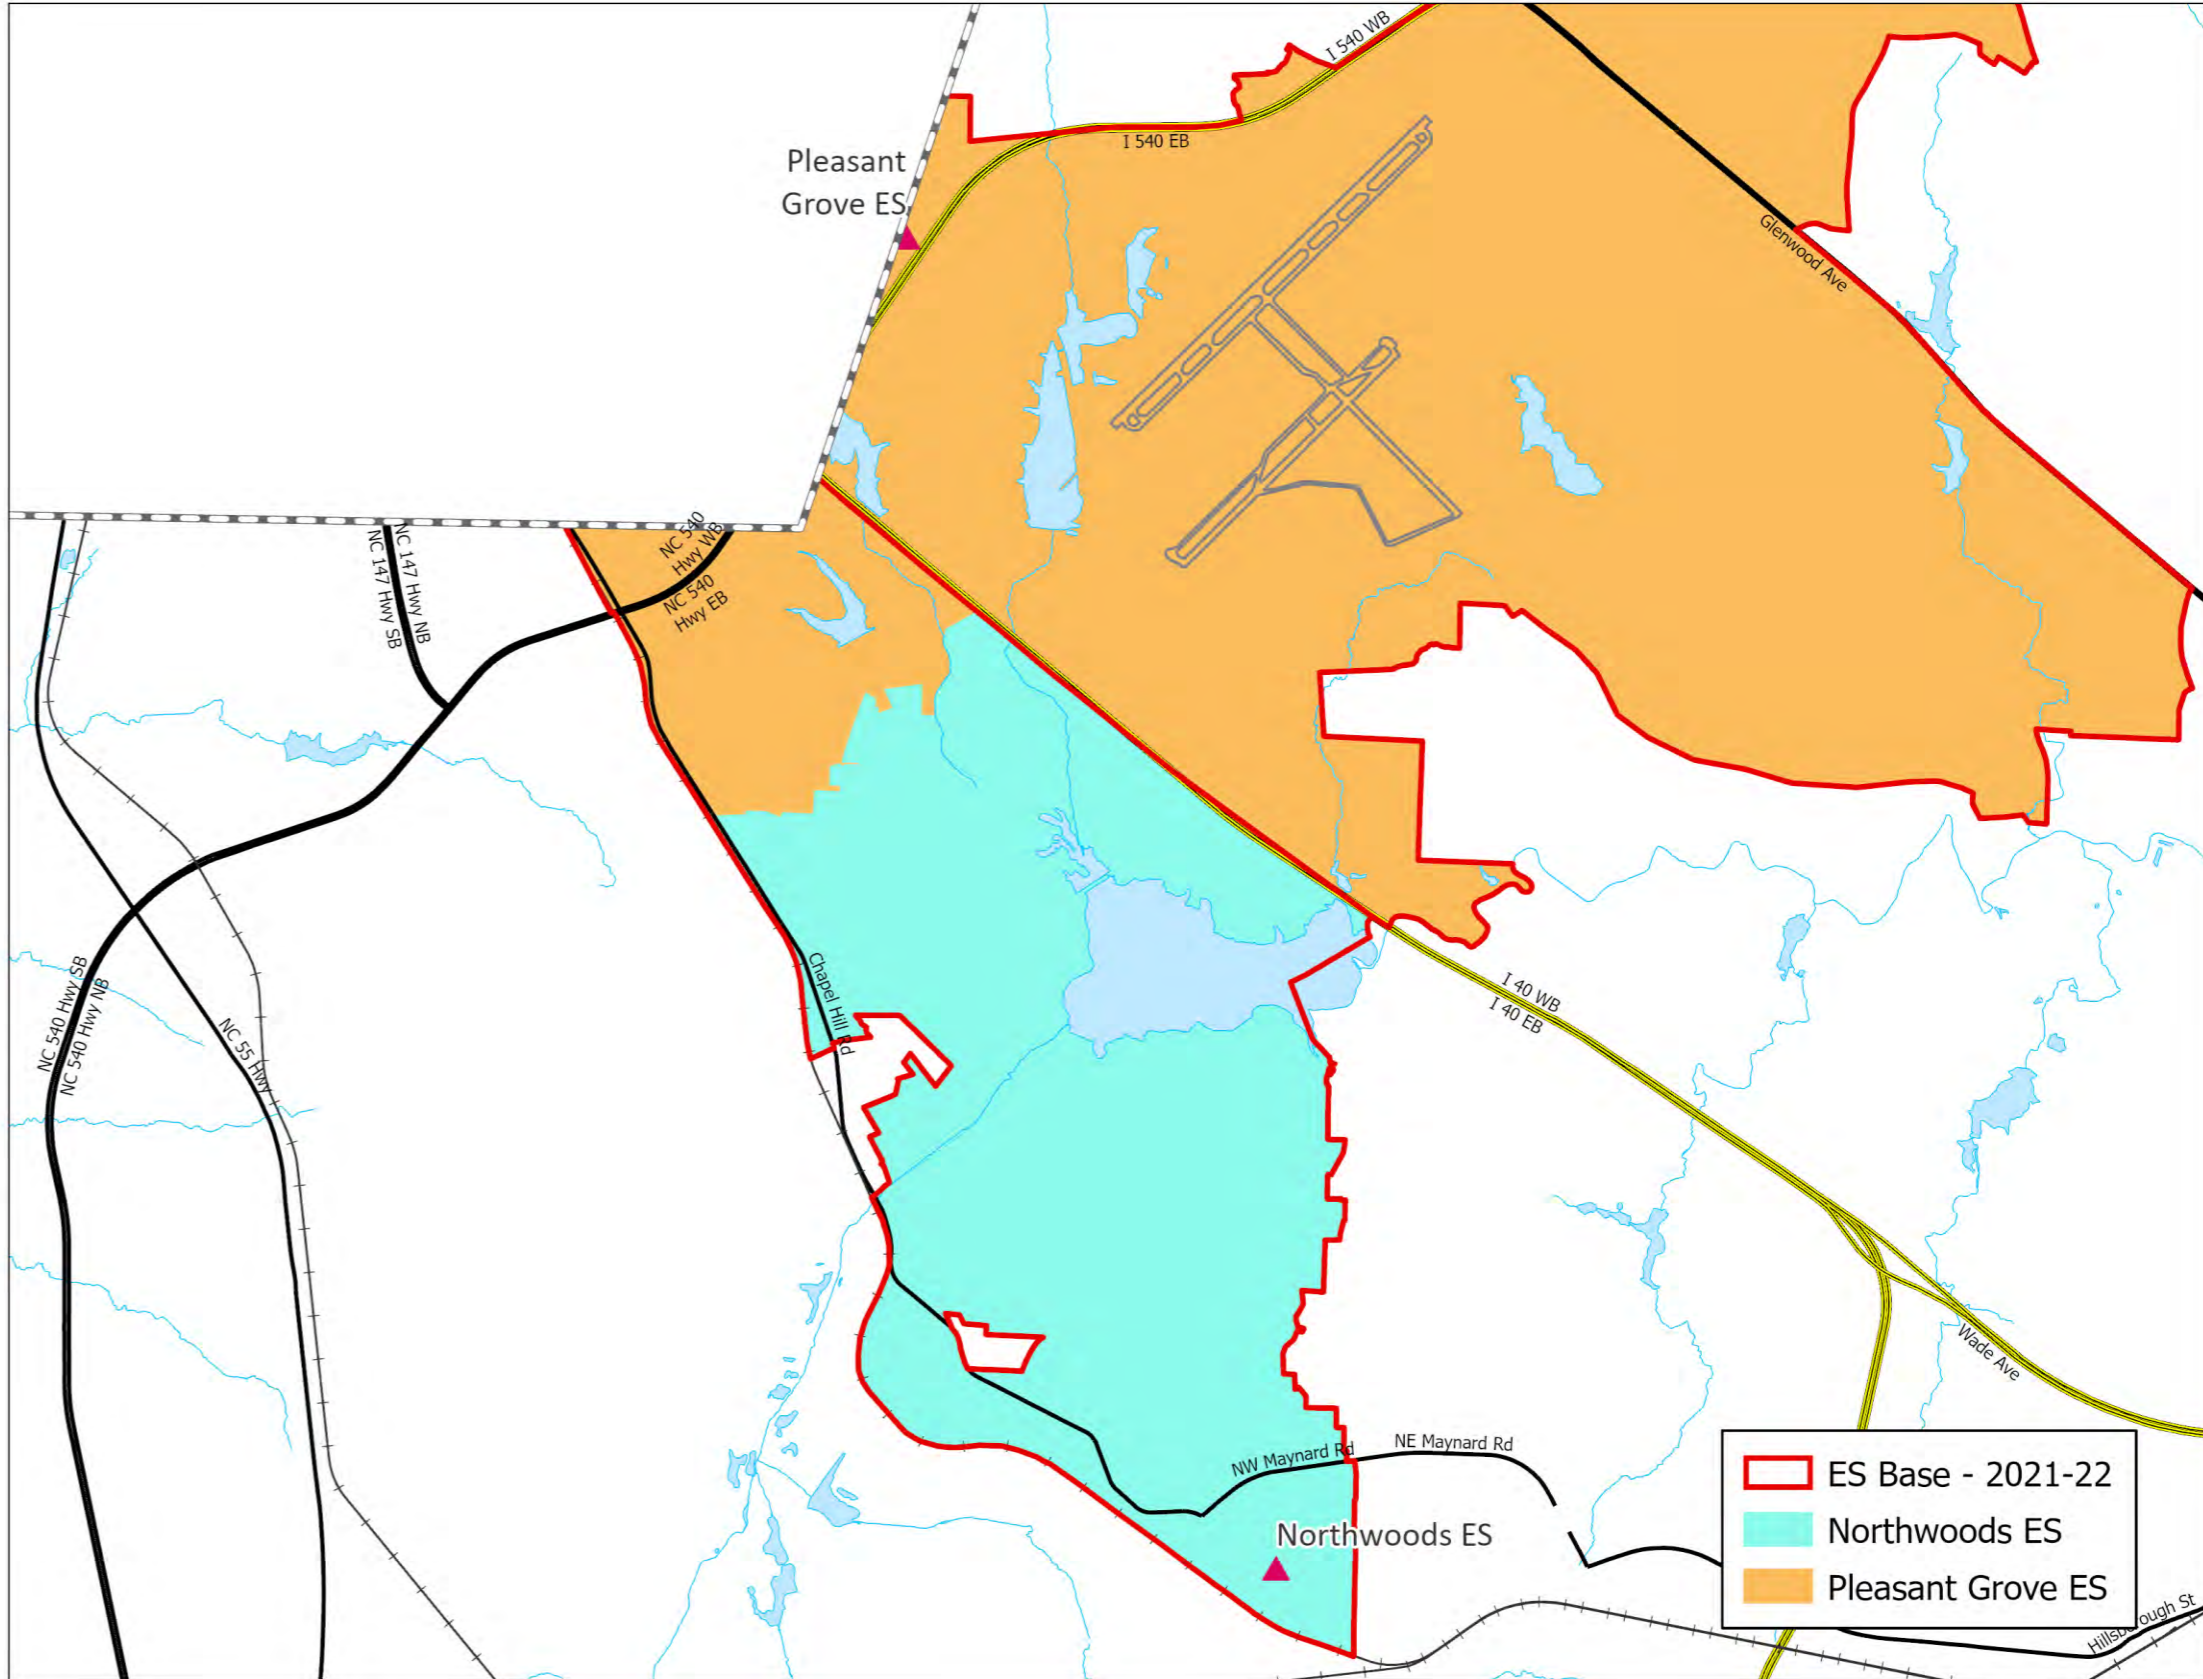 I 540 WB
I 540 EB
Pleasant
Grove ES
Glenwood Ave
NC 540
Hwy WB
NC 540
Hwy EB
NC 147 Hwy NB
NC 147 Hwy SB
Chapel Hill Rd
NC 540 Hwy SB
NC 540 Hwy NB
NC 55 Hwy
I 40 WB
I 40 EB
Wade Ave
NW Maynard Rd
NE Maynard Rd
Northwoods ES
ES Base - 2021-22
Northwoods ES
Pleasant Grove ES
Hillsborough St